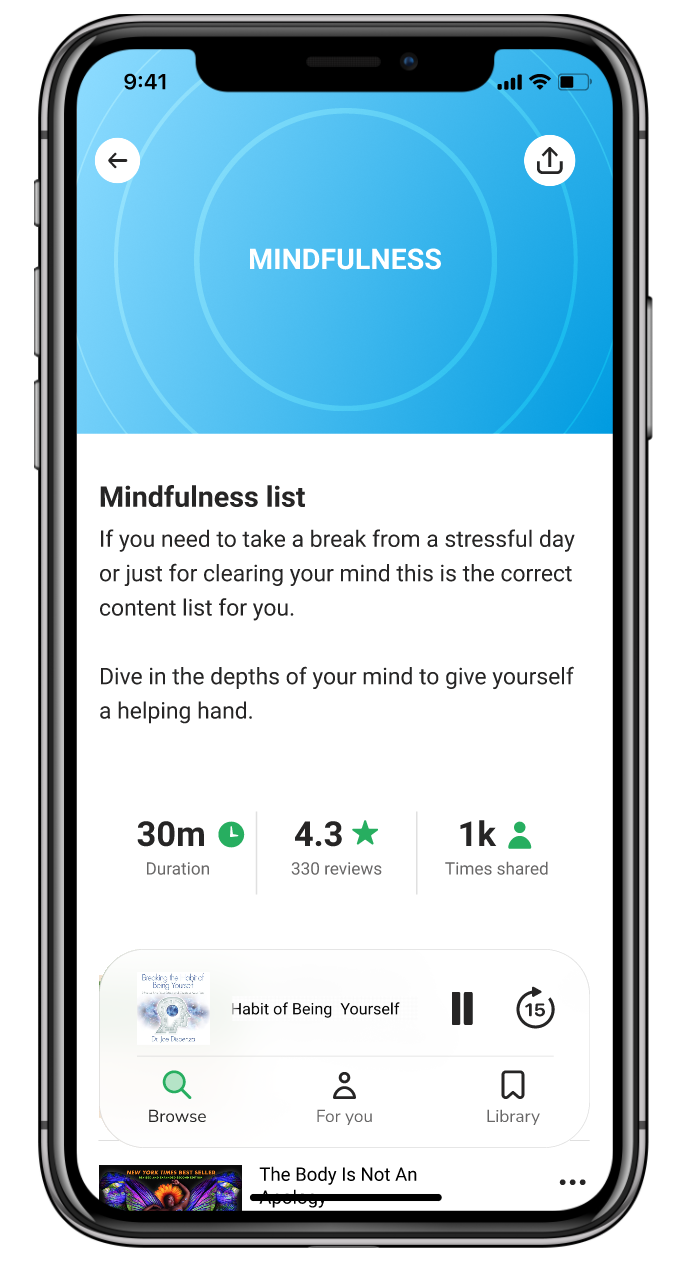 9:41
MINDFULNESS
Mindfulness list
If you need to take a break from a stressful day
or just for clearing your mind this is the correct
content list for you.
Dive in the depths of your mind to give yourself
a helping hand.
30m
Duration
4.3
330 reviews
1k
Times shared
Breaking the
Being Yourself
Dr. Joe Dispenza
Habit of Being Yourself
15
Browse
For you
Library
NEW YORK TIMES BEST SELLER
The Body Is Not An
Apology